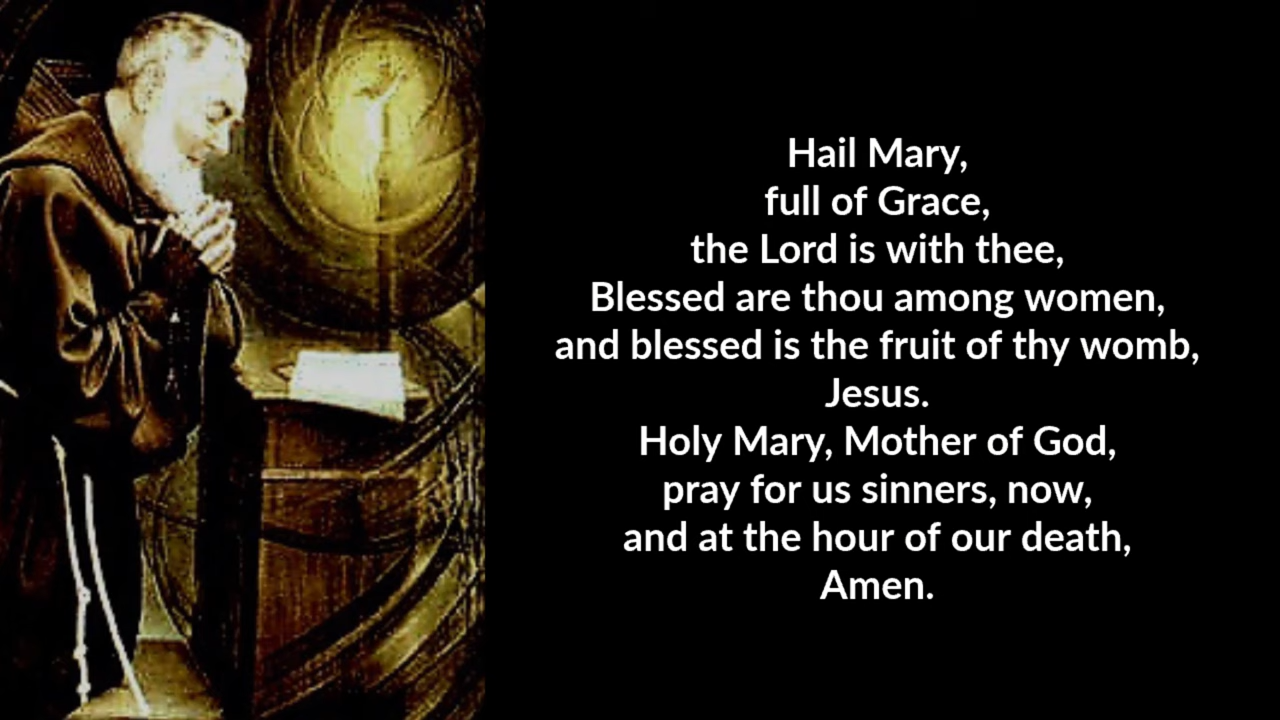 Hail Mary,
full of Grace,
the Lord is with thee,
Blessed are thou among women,
and blessed is the fruit of thy womb,
Jesus.
Holy Mary, Mother of God,
pray for us sinners, now,
and at the hour of our death,
Amen.